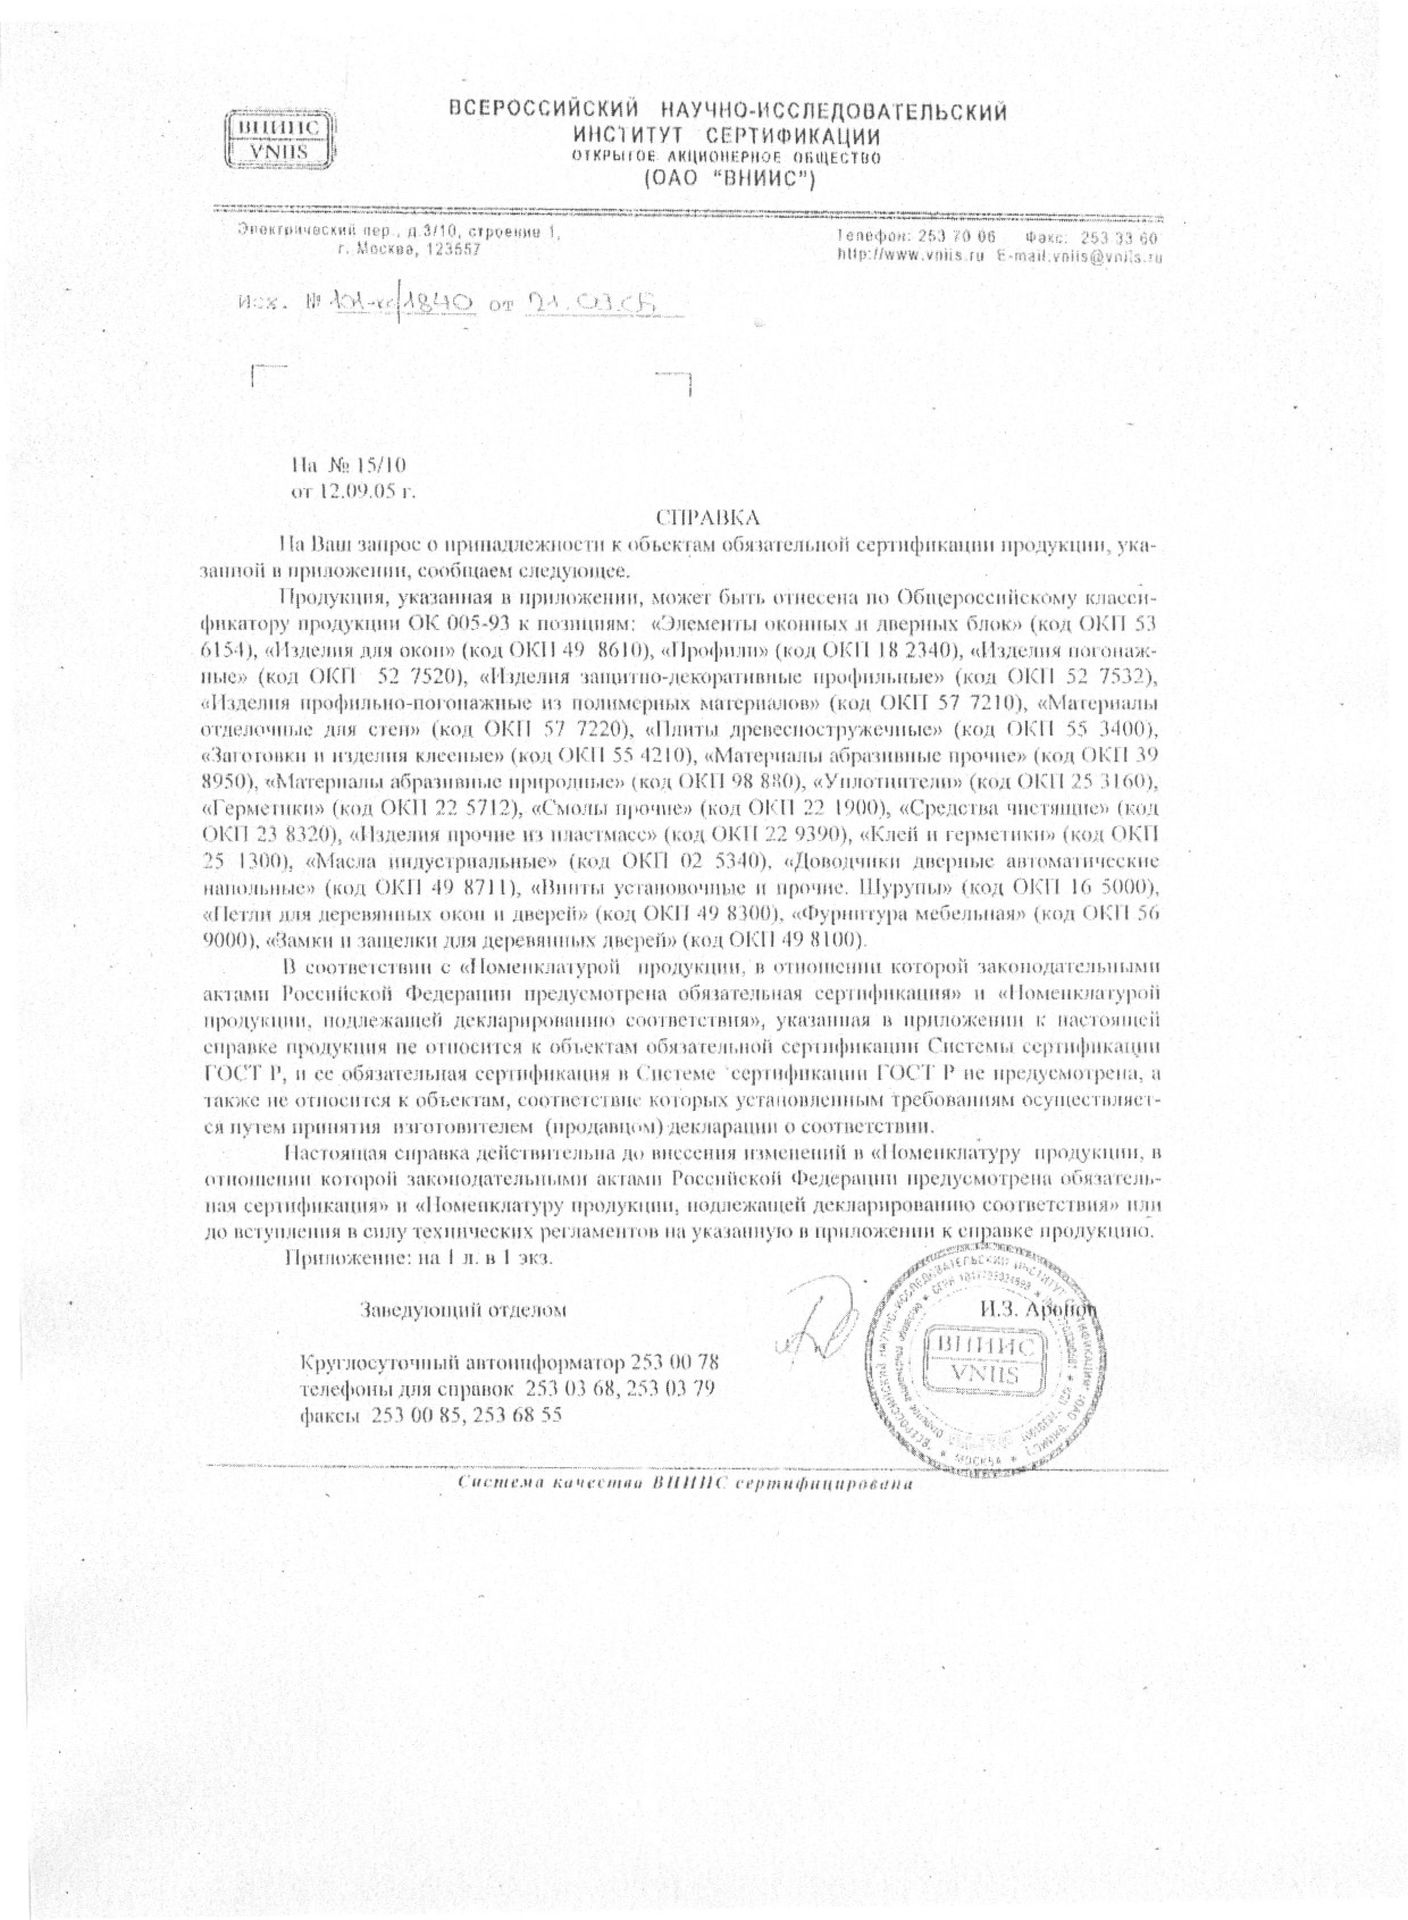 ВНИИС
VNIIS
ВСЕРОССИЙСКИЙ НАУЧНО-ИССЛЕДОВАТЕЛЬСКИЙ
ИНСТИТУТ СЕРТИФИКАЦИИ
ОТКРЫТОЕ АКЦИОНЕРНОЕ ОБЩЕСТВО
(ОАО "ВНИИС")
Электрический пер., д.3/10, строение 1,
г. Москва, 123557
Телефон: 253 70 06 Факс: 253 33 60
http://www.vniis.ru E-mail.vniis@vniis.ru
Исх. № /1840 от 21.03.
На № 15/10
от 12.09.05 г.
СПРАВКА
На Ваш запрос о принадлежности к объектам обязательной сертификации продукции, ука-
занной в приложении, сообщаем следующее.
Продукция, указанная в приложении, может быть отнесена по Общероссийскому класси-
фикатору продукции ОК 005-93 к позициям: «Элементы оконных и дверных блок» (код ОКП 53
6154), «Изделия для окон» (код ОКП 49 8610), «Профили» (код ОКП 18 2340), «Изделия погонаж-
ные» (код ОКП 52 7520), «Изделия защитно-декоративные профильные» (код ОКП 52 7532),
«Изделия профильно-погонажные из полимерных материалов» (код ОКП 57 7210), «Материалы
отделочные для стен» (код ОКП 57 7220), «Плиты древесностружечные» (код ОКП 55 3400),
«Заготовки и изделия клееные» (код ОКП 55 4210), «Материалы абразивные прочие» (код ОКП 39
8950), «Материалы абразивные природные» (код ОКП 98 880), «Уплотнители» (код ОКП 25 3160),
«Герметики» (код ОКП 22 5712), «Смолы прочие» (код ОКП 22 1900), «Средства чистящие» (код
ОКП 23 8320), «Изделия прочие из пластмасс» (код ОКП 22 9390), «Клей и герметики» (код ОКП
25 1300), «Масла индустриальные» (код ОКП 02 5340), «Доводчики дверные автоматические
напольные» (код ОКП 49 8711), «Винты установочные и прочие. Шурупы» (код ОКП 16 5000),
«Петли для деревянных окон и дверей» (код ОКП 49 8300), «Фурнитура мебельная» (код ОКП 56
9000), «Замки и защелки для деревянных дверей» (код ОКП 49 8100).
В соответствии с «Номенклатурой продукции, в отношении которой законодательными
актами Российской Федерации предусмотрена обязательная сертификация» и «Номенклатурой
продукции, подлежащей декларированию соответствия», указанная в приложении к настоящей
справке продукция не относится к объектам обязательной сертификации Системы сертификации
ГОСТ Р, и ее обязательная сертификация в Системе сертификации ГОСТ Р не предусмотрена, а
также не относится к объектам, соответствие которых установленным требованиям осуществляет-
ся путем принятия изготовителем (продавцом) декларации о соответствии.
Настоящая справка действительна до внесения изменений в «Номенклатуру продукции, в
отношении которой законодательными актами Российской Федерации предусмотрена обязатель-
ная сертификация» и «Номенклатуру продукции, подлежащей декларированию соответствия» или
до вступления в силу технических регламентов на указанную в приложении к справке продукцию.
Приложение: на 1 л. в 1 экз.
Заведующий отделом И.З. Аронов
ВНИИС
VNIIS
МОСКВА
Круглосуточный автоинформатор 253 00 78
телефоны для справок 253 03 68, 253 03 79
факсы 253 00 85, 253 68 55
Система качества ВНИИС сертифицирована